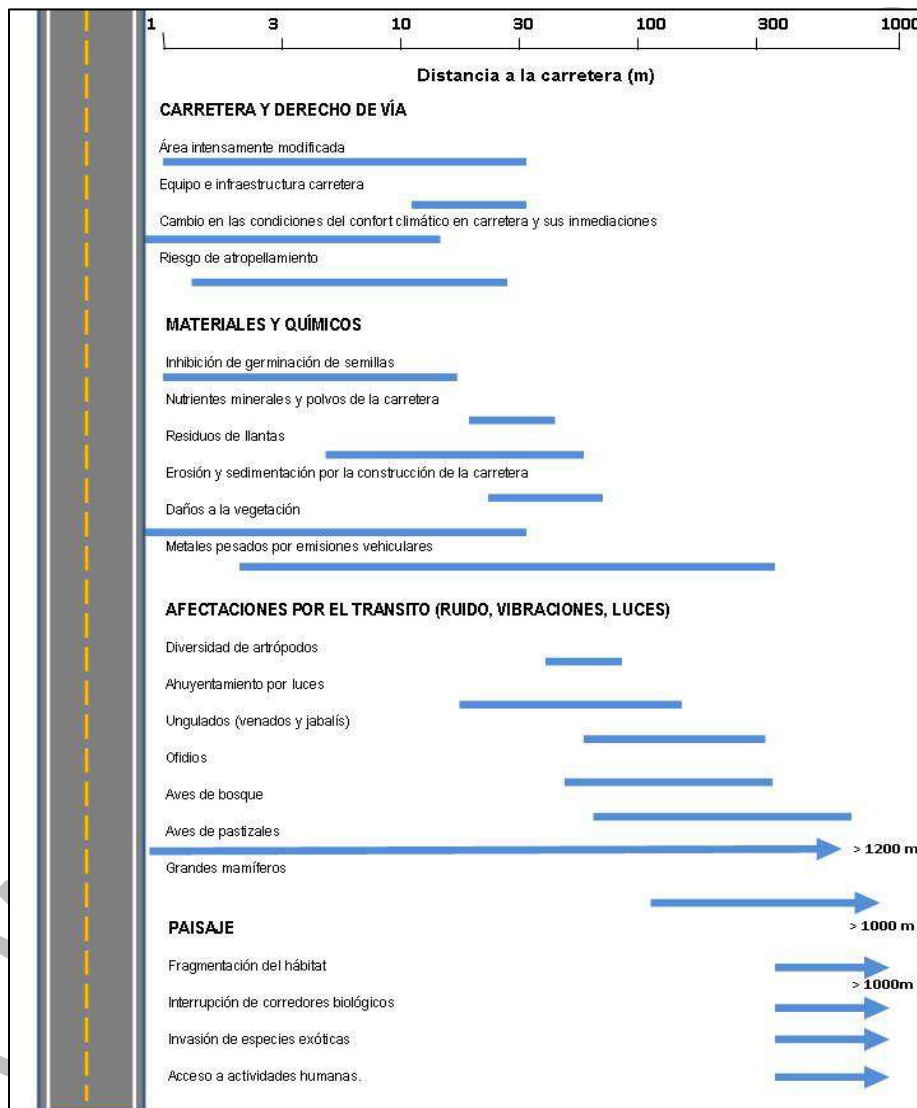 1 3 10 30 100 300 1000
Distancia a la carretera (m)
CARRETERA Y DERECHO DE VÍA
Área intensamente modificada
Equipo e infraestructura carretera
Cambio en las condiciones del confort climático en carretera y sus inmediaciones
Riesgo de atropellamiento
MATERIALES Y QUÍMICOS
Inhibición de germinación de semillas
Nutrientes minerales y polvos de la carretera
Residuos de llantas
Erosión y sedimentación por la construcción de la carretera
Daños a la vegetación
Metales pesados por emisiones vehiculares
AFECTACIONES POR EL TRANSITO (RUIDO, VIBRACIONES, LUCES)
Diversidad de artrópodos
Ahuyentamiento por luces
Ungulados (venados y jabalís)
Ofidios
Aves de bosque
Aves de pastizales
> 1200 m
Grandes mamíferos
> 1000 m
PAISAJE
Fragmentación del hábitat
> 1000m
Interrupción de corredores biológicos
Invasión de especies exóticas
Acceso a actividades humanas.